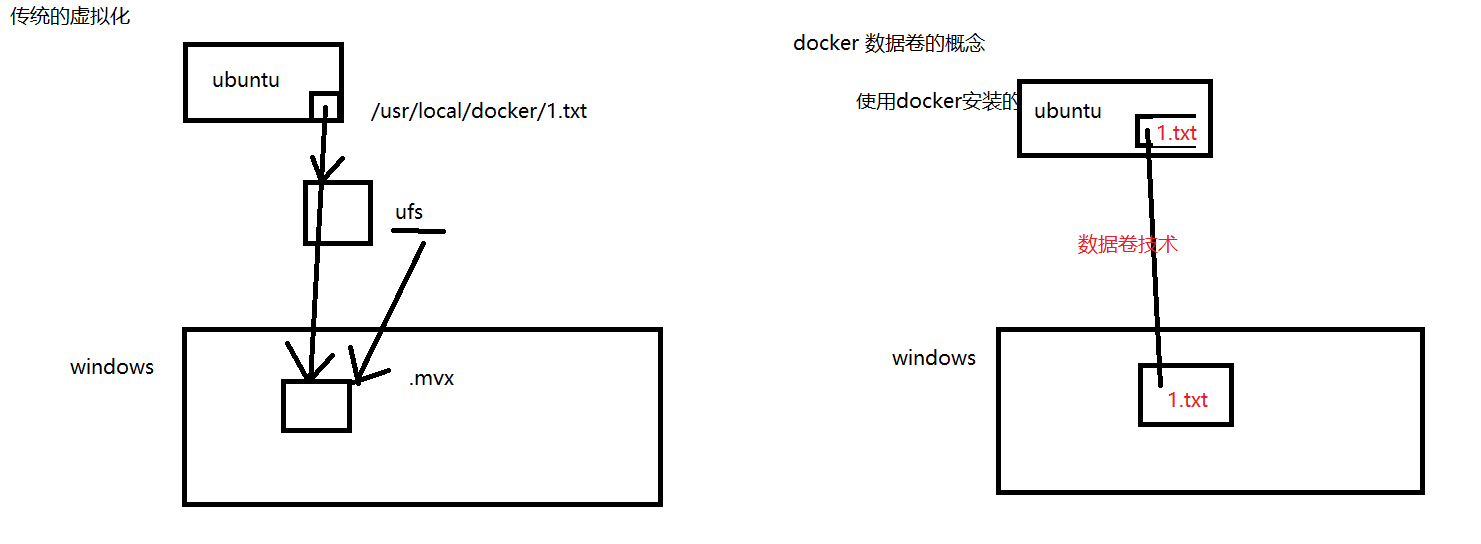 传统的虚拟化
ubuntu
/usr/local/docker/1.txt
ufs
windows
.mvx
docker 数据卷的概念
使用docker安装的
ubuntu
1.txt
数据卷技术
windows
1.txt